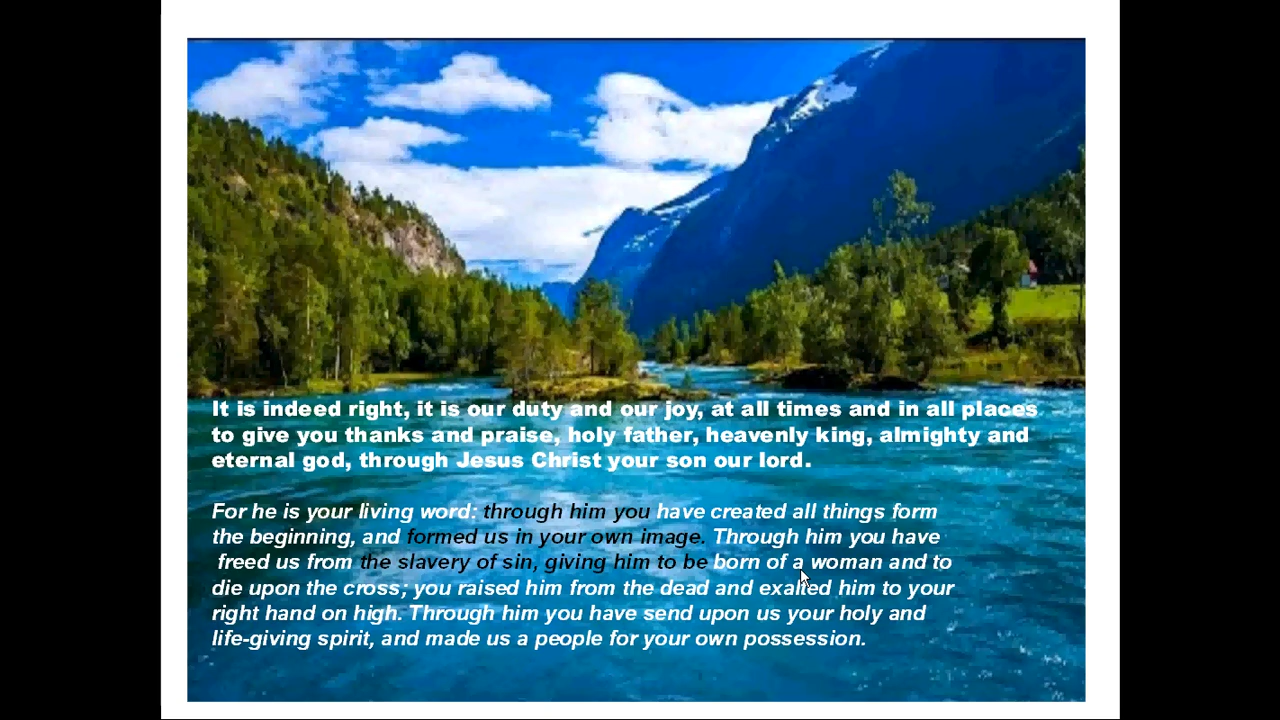 It is indeed right, it is our duty and our joy, at all times and in all places
to give you thanks and praise, holy father, heavenly king, almighty and
eternal god, through Jesus Christ your son our lord.
For he is your living word: through him you have created all things form
the beginning, and formed us in your own image. Through him you have
freed us from the slavery of sin, giving him to be born of a woman and to
die upon the cross; you raised him from the dead and exalted him to your
right hand on high. Through him you have send upon us your holy and
life-giving spirit, and made us a people for your own possession.